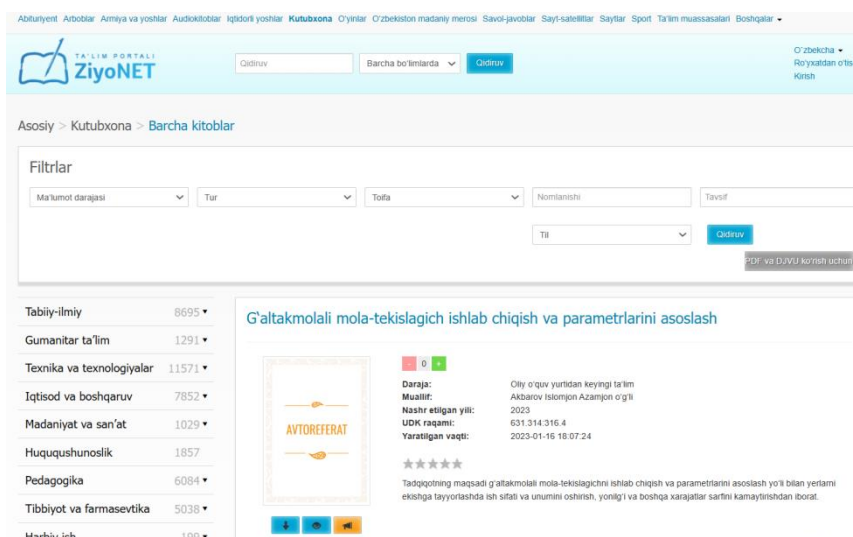 Abituriyent Arboblar Armiya va yoshlar Audiokitoblar Iqtidorli yoshlar Kutubxona O'yinlar O'zbekiston madaniy merosi Savol-javoblar Sayt-satellitlar Saytlar Sport Ta'lim muassasalari Boshqalar
TA'LIM PORTALI
ZiyoNET
Qidiruv
Barcha bo'limlarda
Qidiruv
O'zbekcha
Ro'yxatdan o'tis
Kirish
Asosiy > Kutubxona > Barcha kitoblar
Filtrlar
Ma'lumot darajasi
Tur
Toifa
Nomlanishi
Tavsif
Til
Qidiruv
PDF va DJVU ko'rish uchun
Tabiiy-ilmiy 8695
Gumanitar ta'lim 1291
Texnika va texnologiyalar 11571
Iqtisod va boshqaruv 7852
Madaniyat va san'at 1029
Huququshunoslik 1857
Pedagogika 6084
Tibbiyot va farmasevtika 5038
Harbiy ish 199
G‘altakmolali mola-tekislagich ishlab chiqish va parametrlarini asoslash
AVTOREFERAT
- 0 +
Daraja: Oliy o'quv yurtidan keyingi ta'lim
Muallif: Akbarov Islomjon Azamjon o'g'li
Nashr etilgan yili: 2023
UDK raqami: 631.314:316.4
Yaratilgan vaqti: 2023-01-16 18:07:24
Tadqiqotning maqsadi g‘altakmolali mola-tekislagichni ishlab chiqish va parametrlarini asoslash yo‘li bilan yerlarni
ekishga tayyorlashda ish sifati va unumini oshirish, yonilg‘i va boshqa xarajatlar sarfini kamaytirishdan iborat.